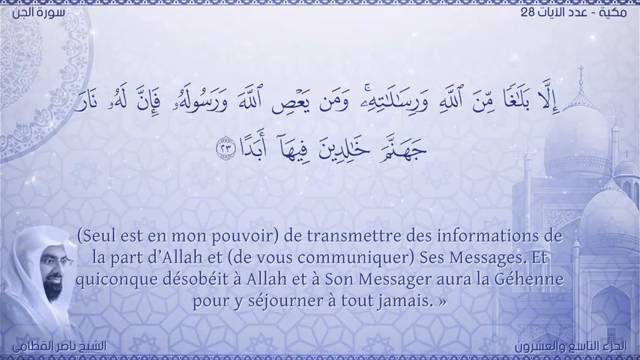 سورة الجن
مكية - عدد الآيات 28
إِلَّا بَلَٰغًا مِّنَ ٱللَّهِ وَرِسَٰلَٰتِهِۦۚ وَمَن يَعْصِ ٱللَّهَ وَرَسُولَهُۥ فَإِنَّ لَهُۥ نَارَ
جَهَنَّمَ خَٰلِدِينَ فِيهَآ أَبَدًا ٢٣
(Seul est en mon pouvoir) de transmettre des informations de
la part d’Allah et (de vous communiquer) Ses Messages. Et
quiconque désobéit à Allah et à Son Messager aura la Géhenne
pour y séjourner à tout jamais. »
الشيخ ناصر القطامي
الجزء التاسع والعشرون